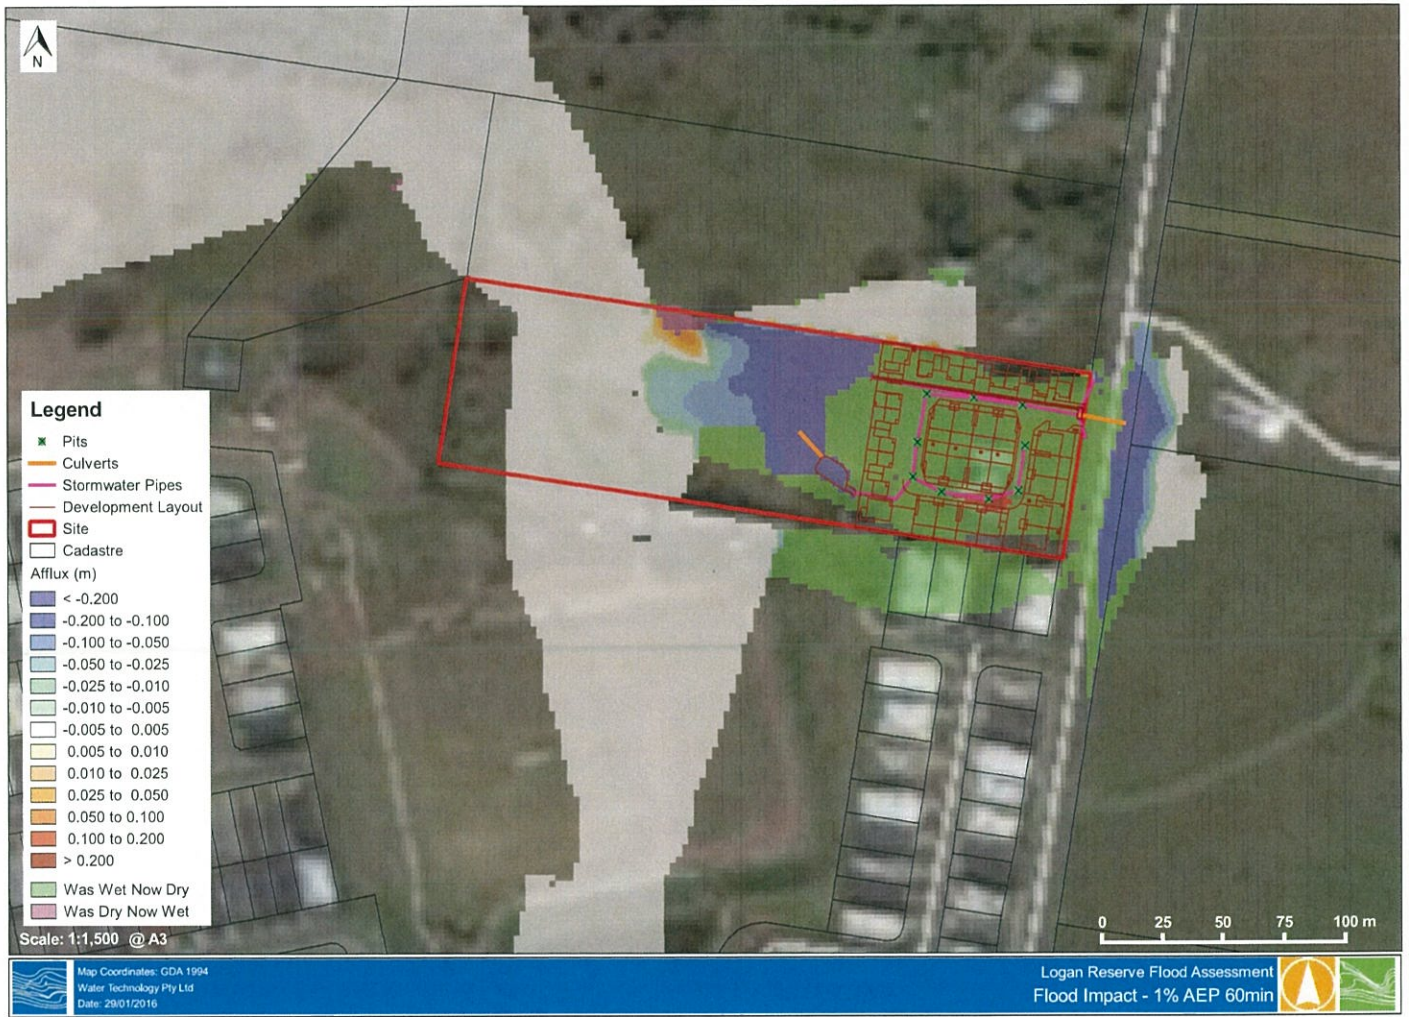 N
Legend
Pits
Culverts
Stormwater Pipes
Development Layout
Site
Cadastre
Afflux (m)
< -0.200
-0.200 to -0.100
-0.100 to -0.050
-0.050 to -0.025
-0.025 to -0.010
-0.010 to -0.005
-0.005 to 0.005
0.005 to 0.010
0.010 to 0.025
0.025 to 0.050
0.050 to 0.100
0.100 to 0.200
> 0.200
Was Wet Now Dry
Was Dry Now Wet
Scale: 1:1,500 @ A3
0 25 50 75 100 m
Map Coordinates: GDA 1994
Water Technology Pty Ltd
Date: 29/01/2016
Logan Reserve Flood Assessment
Flood Impact - 1% AEP 60min